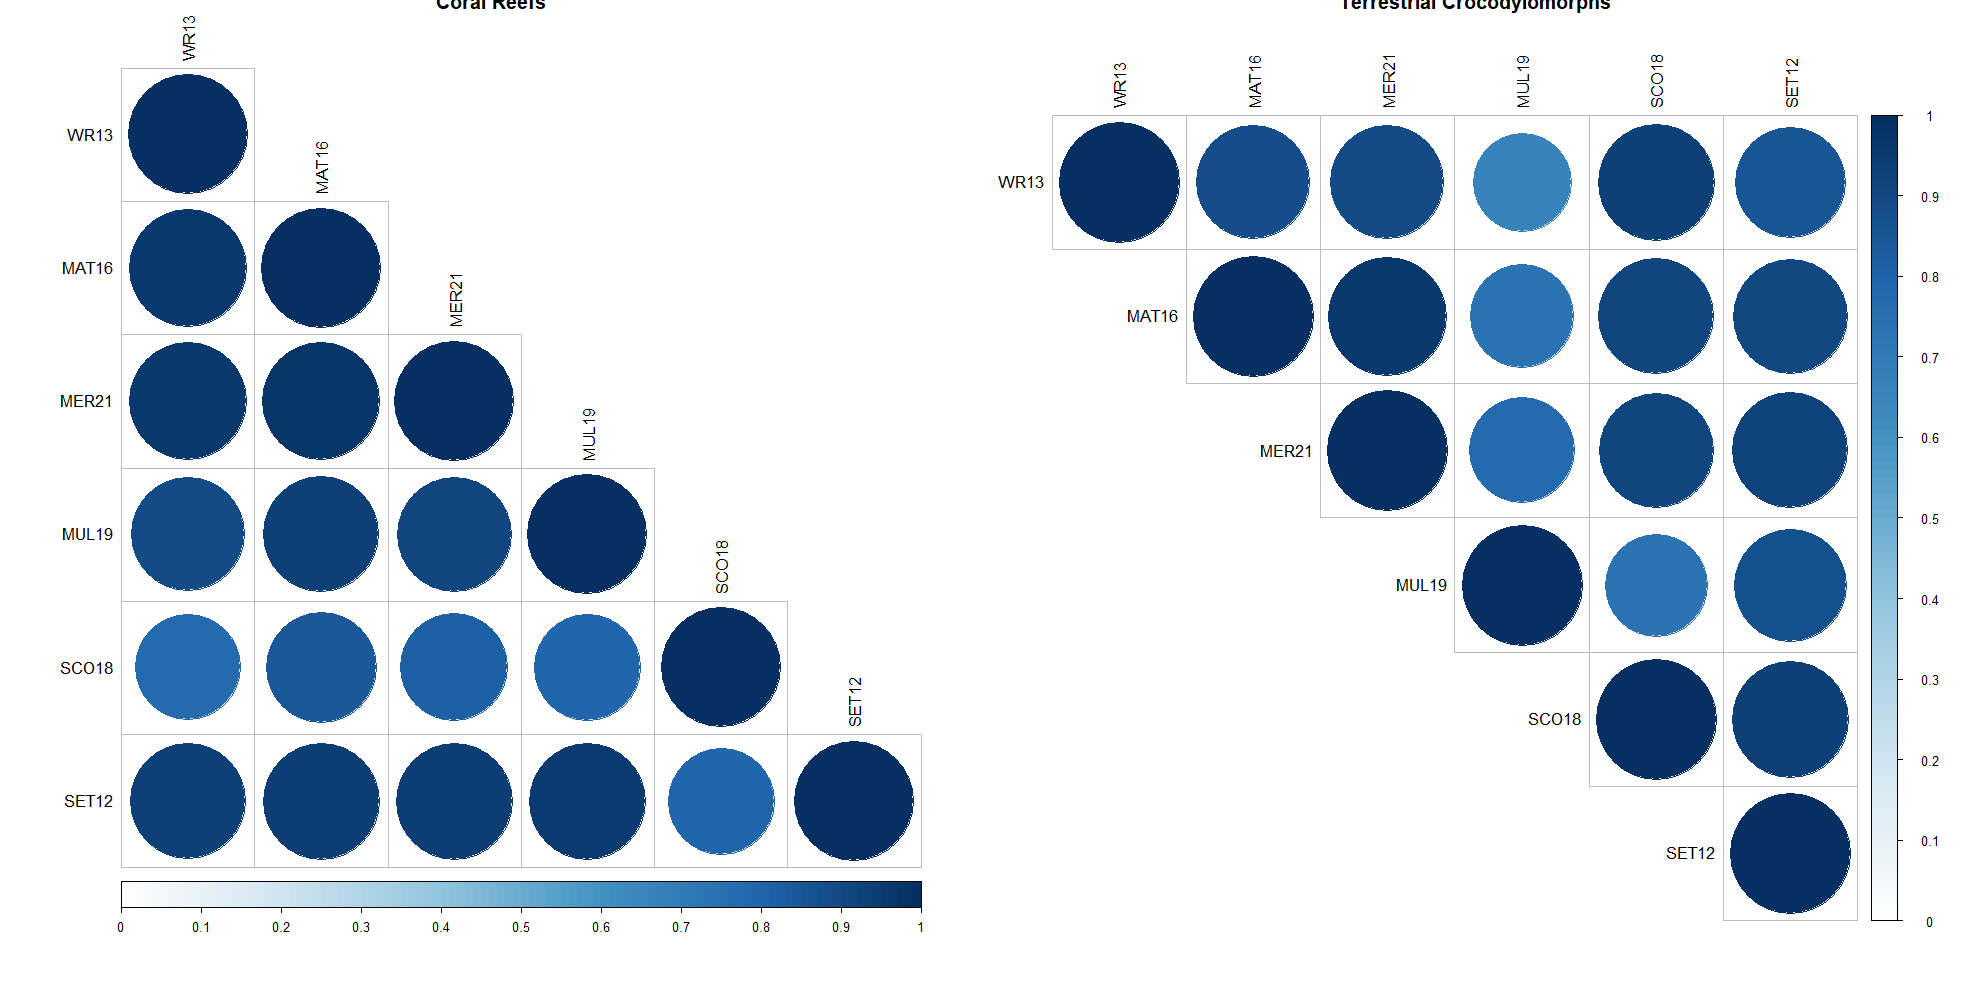 Coral Reefs
WR13
MAT16
MER21
MUL19
SCO18
SET12
WR13
MAT16
MER21
MUL19
SCO18
SET12
0 0.1 0.2 0.3 0.4 0.5 0.6 0.7 0.8 0.9 1
Terrestrial Crocodylomorphs
WR13 MAT16 MER21 MUL19 SCO18 SET12
WR13
MAT16
MER21
MUL19
SCO18
SET12
1
0.9
0.8
0.7
0.6
0.5
0.4
0.3
0.2
0.1
0